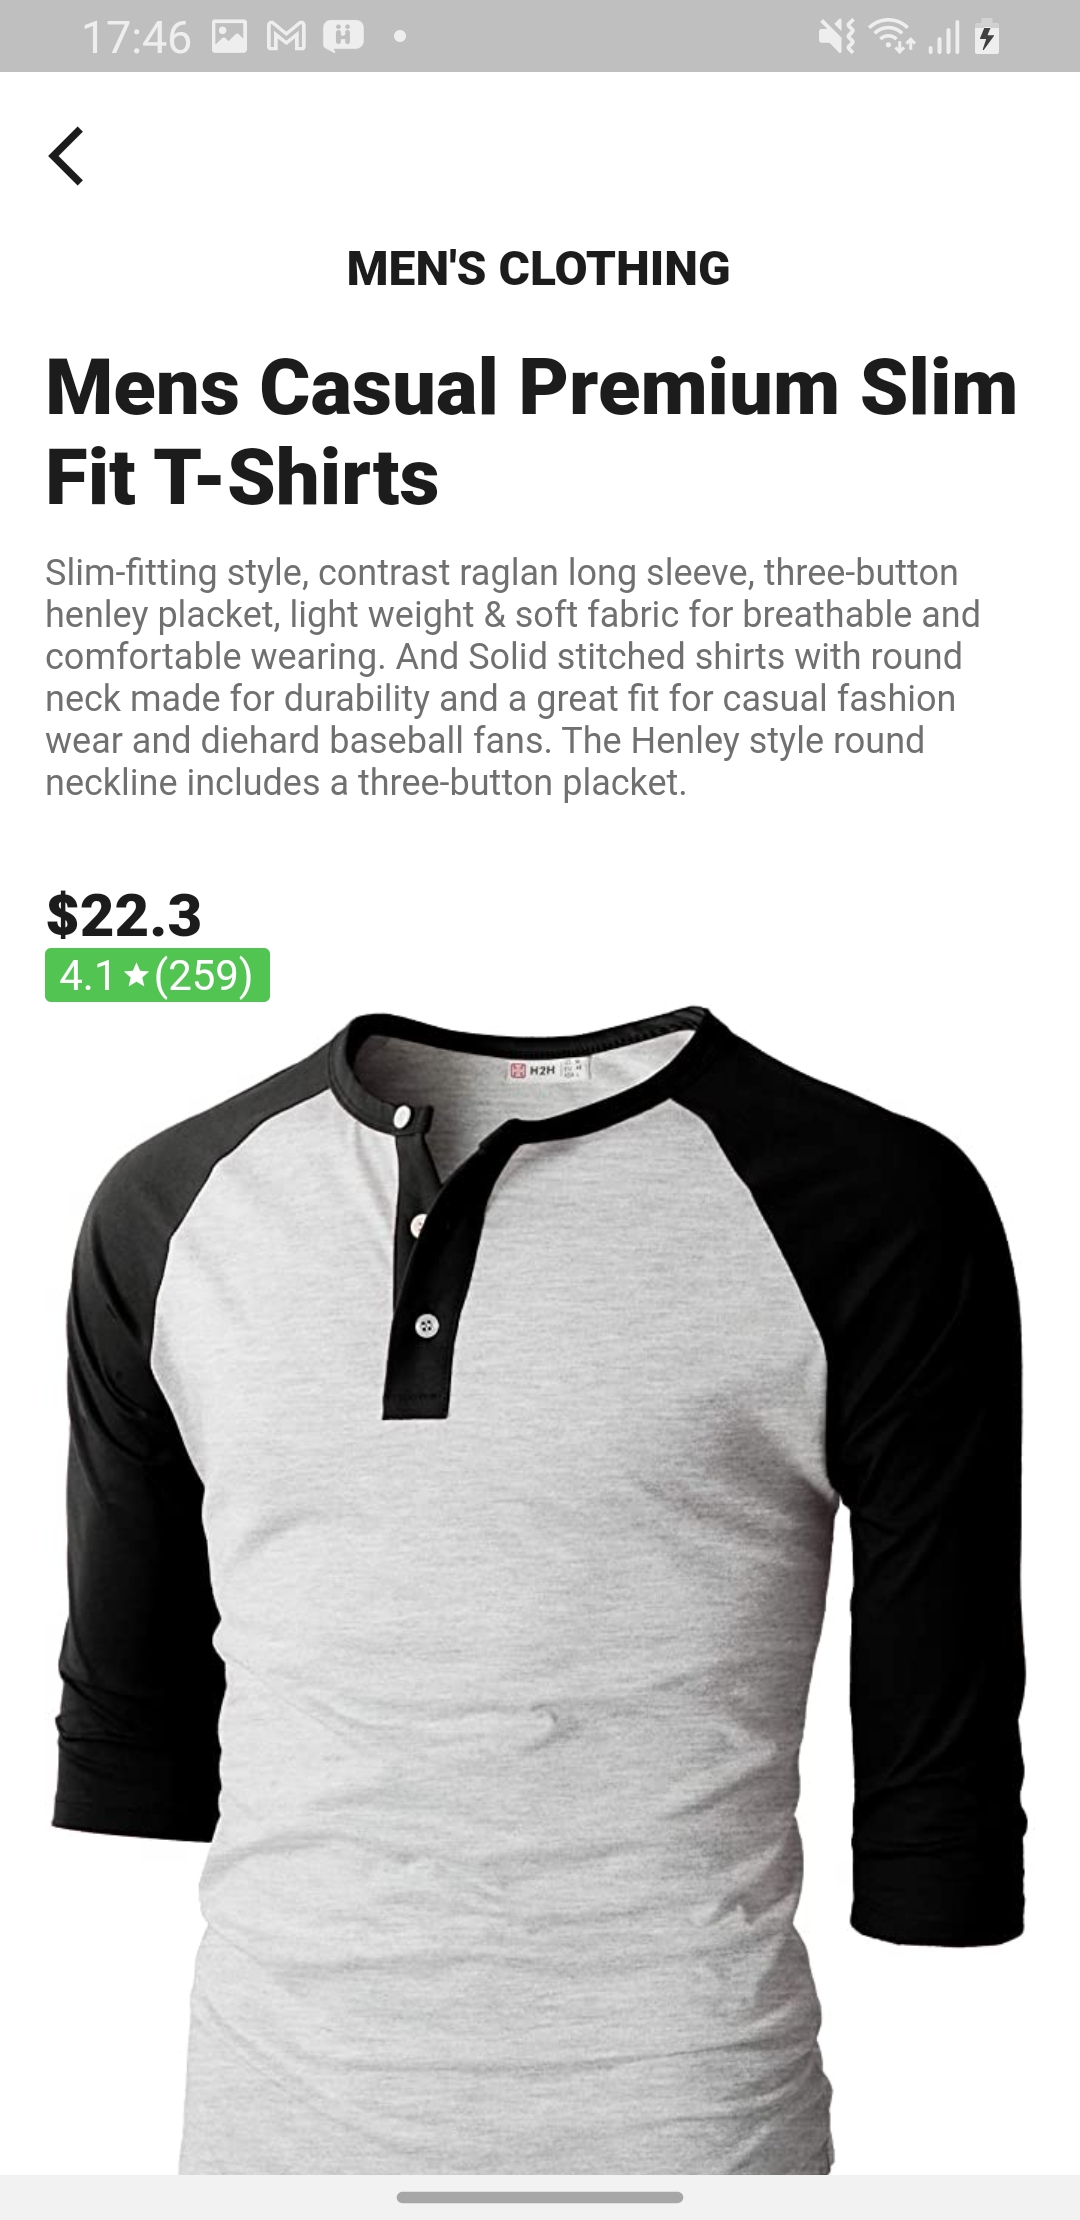 17:46
MEN'S CLOTHING
Mens Casual Premium Slim
Fit T-Shirts
Slim-fitting style, contrast raglan long sleeve, three-button
henley placket, light weight & soft fabric for breathable and
comfortable wearing. And Solid stitched shirts with round
neck made for durability and a great fit for casual fashion
wear and diehard baseball fans. The Henley style round
neckline includes a three-button placket.
$22.3
4.1★(259)
H2H